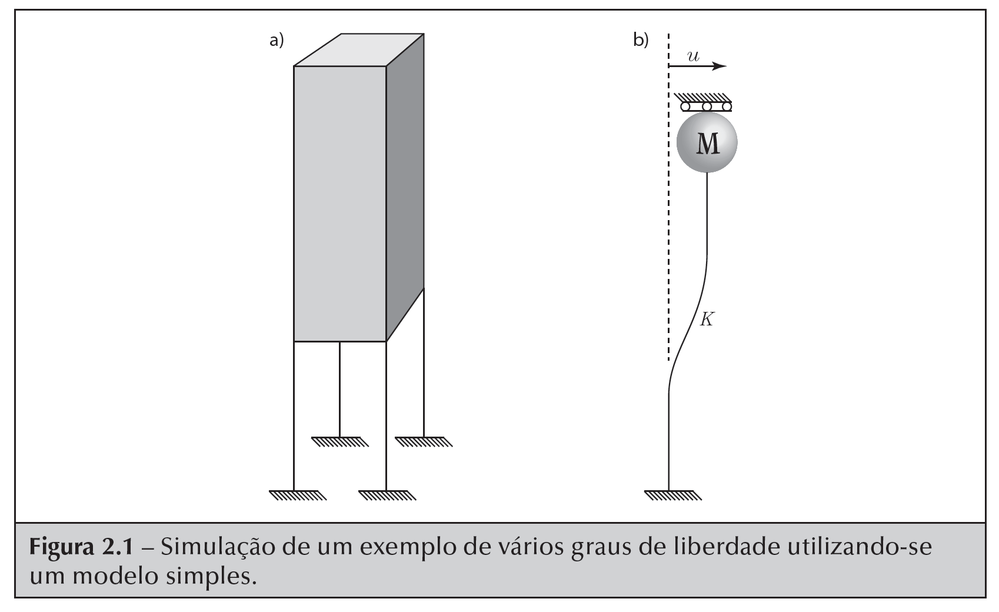 a)
b)
u
M
K
Figura 2.1 – Simulação de um exemplo de vários graus de liberdade utilizando-se
um modelo simples.